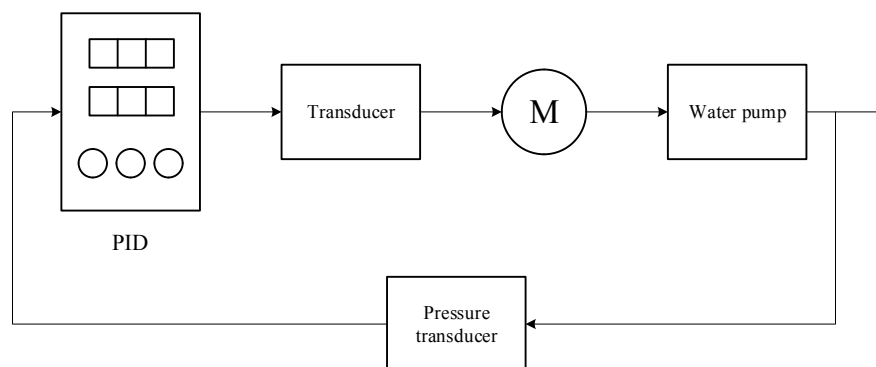 Transducer
M
Water pump
PID
Pressure
transducer